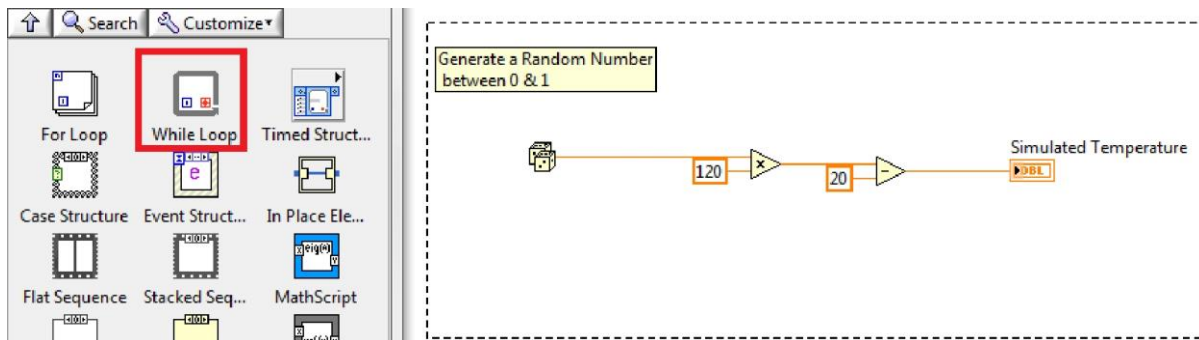 Search Customize
For Loop While Loop Timed Struct...
Case Structure Event Struct... In Place Ele...
Flat Sequence Stacked Seq... MathScript
Generate a Random Number
between 0 & 1
120
20
Simulated Temperature
DBL